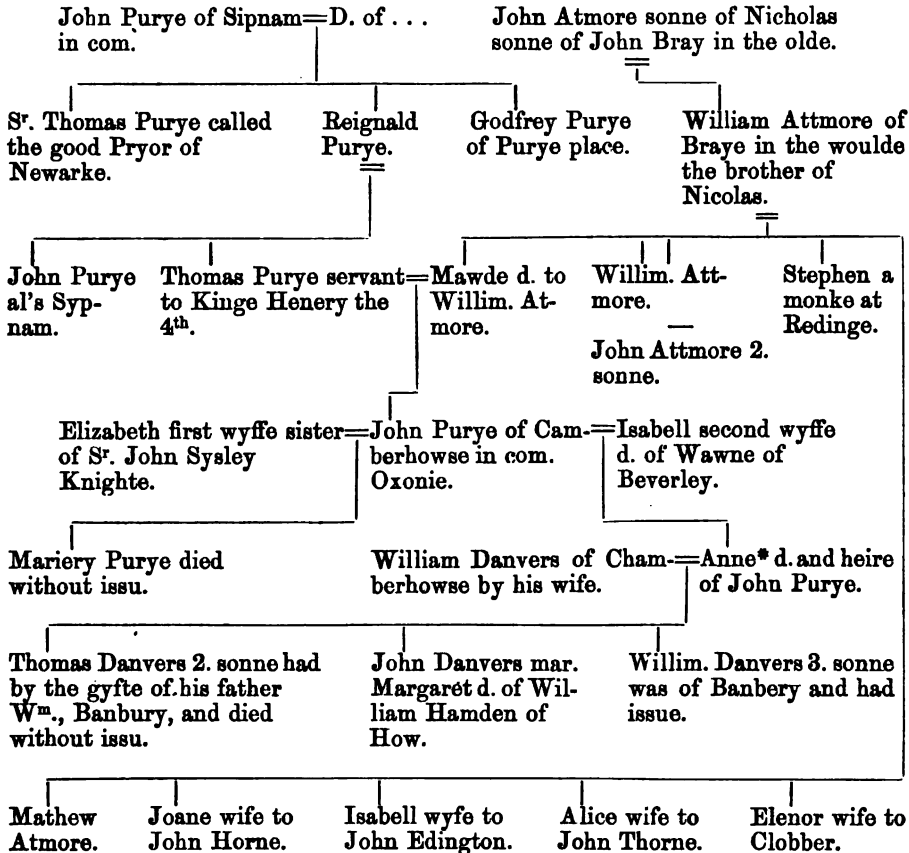 John Purye of Sipnam=D. of . . .
in com.
John Atmore sonne of Nicholas
sonne of John Bray in the olde.
=
Sr. Thomas Purye called
the good Pryor of
Newarke.
Reignald
Purye.
=
Godfrey Purye
of Purye place.
William Attmore of
Braye in the woulde
the brother of
Nicolas.
=
John Purye
al's Syp-
nam.
Thomas Purye servant=
to Kinge Henery the
4th.
Mawde d. to
Willim. At-
more.
Willim. Att-
more.
—
John Attmore 2.
sonne.
Stephen a
monke at
Redinge.
Elizabeth first wyffe sister=
of Sr. John Sysley
Knighte.
John Purye of Cam-=
berhowse in com.
Oxonie.
Isabell second wyffe
d. of Wawne of
Beverley.
Mariery Purye died
without issu.
William Danvers of Cham-=
berhowse by his wife.
Anne* d. and heire
of John Purye.
Thomas Danvers 2. sonne had
by the gyfte of his father
Wm., Banbury, and died
without issu.
John Danvers mar.
Margaret d. of Wil-
liam Hamden of
How.
Willim. Danvers 3. sonne
was of Banbery and had
issue.
Mathew
Atmore.
Joane wife to
John Horne.
Isabell wyfe to
John Edington.
Alice wife to
John Thorne.
Elenor wife to
Clobber.